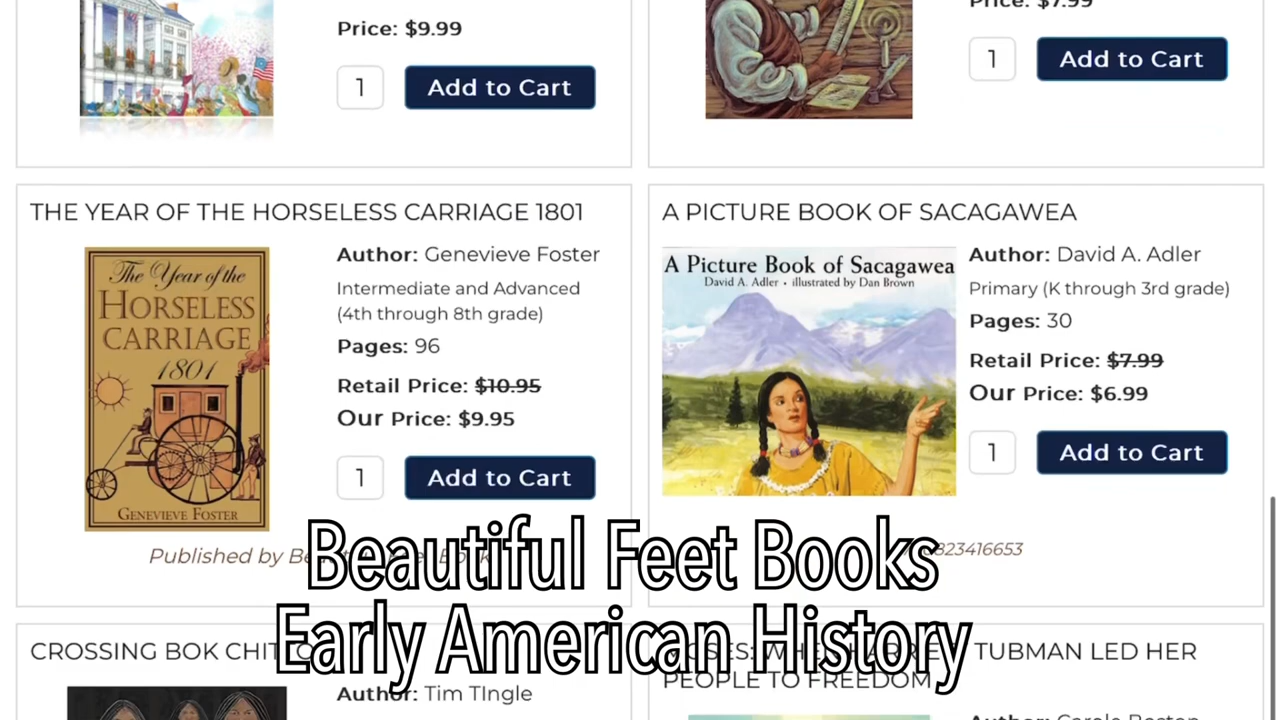 Price: $9.99
1
Add to Cart
Price: $7.99
1
Add to Cart
THE YEAR OF THE HORSELESS CARRIAGE 1801
The Year of the
HORSELESS
CARRIAGE
1801
GENEVIEVE FOSTER
Author: Genevieve Foster
Intermediate and Advanced
(4th through 8th grade)
Pages: 96
Retail Price: $10.95
Our Price: $9.95
1
Add to Cart
Published by
A PICTURE BOOK OF SACAGAWEA
A Picture Book of Sacagawea
David A. Adler • illustrated by Dan Brown
Author: David A. Adler
Primary (K through 3rd grade)
Pages: 30
Retail Price: $7.99
Our Price: $6.99
1
Add to Cart
0823416653
Beautiful Feet Books
Early American History
CROSSING BOK
Author: Tim TIngle
TUBMAN LED HER
PEOPLE TO FREEDOM